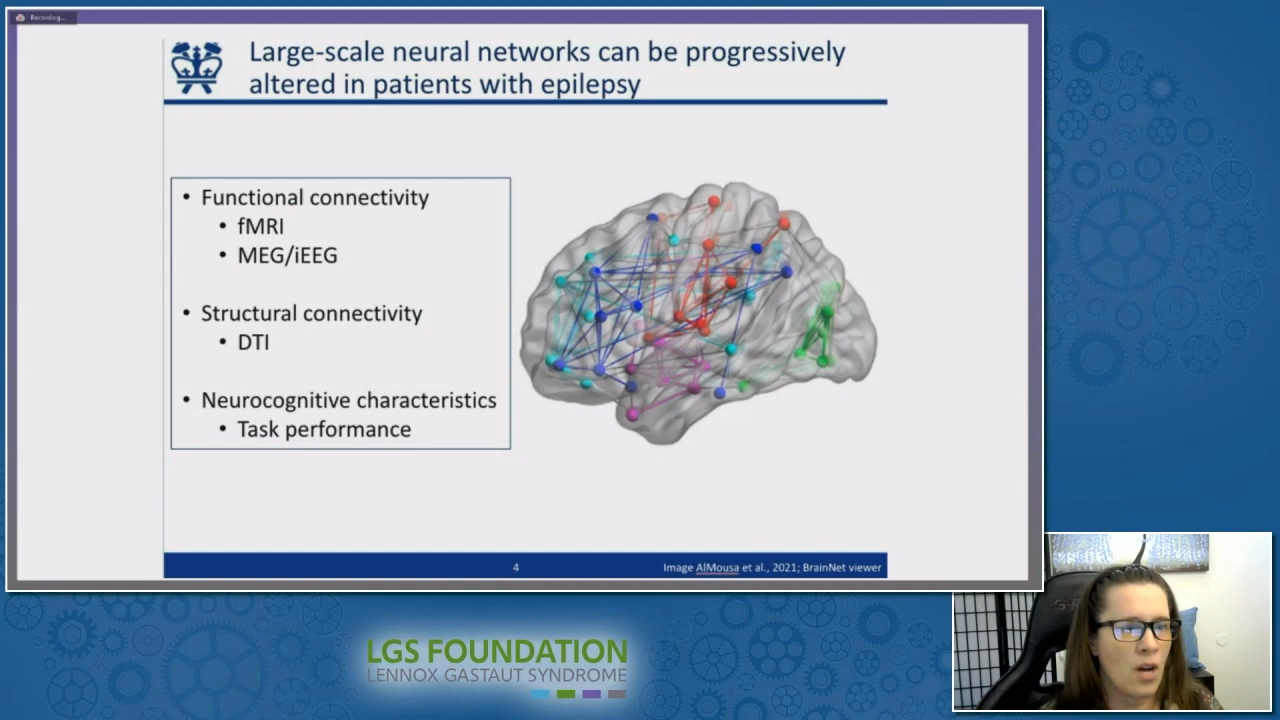 Recording...
Large-scale neural networks can be progressively
altered in patients with epilepsy
• Functional connectivity
• fMRI
• MEG/iEEG
• Structural connectivity
• DTI
• Neurocognitive characteristics
• Task performance
4
Image AlMousa et al., 2021; BrainNet viewer
LGS FOUNDATION
LENNOX GASTAUT SYNDROME